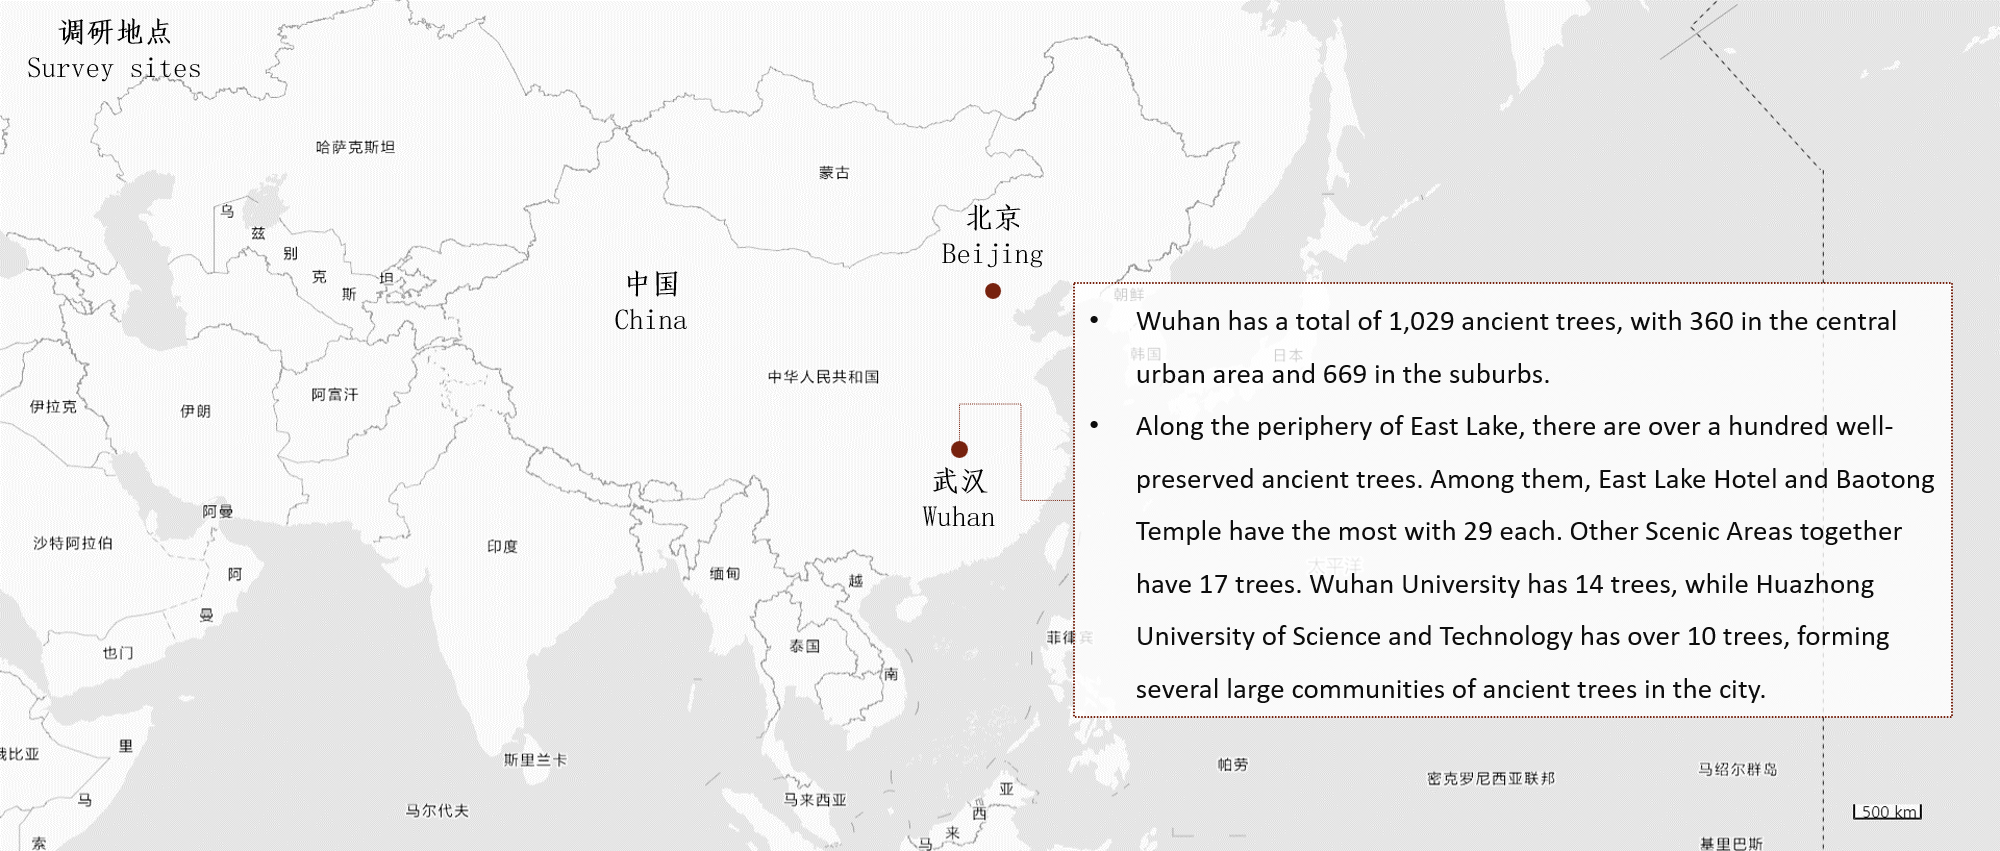 调研地点
Survey sites
哈萨克斯坦
蒙古
乌
兹
别
克
斯
坦
北京
Beijing
中国
China
朝鲜
• Wuhan has a total of 1,029 ancient trees, with 360 in the central
韩国
日本
urban area and 669 in the suburbs.
中华人民共和国
阿富汗
伊拉克
伊朗
• Along the periphery of East Lake, there are over a hundred well-
preserved ancient trees. Among them, East Lake Hotel and Baotong
Temple have the most with 29 each. Other Scenic Areas together
have 17 trees. Wuhan University has 14 trees, while Huazhong
University of Science and Technology has over 10 trees, forming
several large communities of ancient trees in the city.
武汉
Wuhan
阿曼
沙特阿拉伯
印度
太平洋
缅甸
越
南
阿
曼
菲律宾
泰国
也门
里
俄比亚
斯里兰卡
帕劳
密克罗尼西亚联邦
马绍尔群岛
马
马尔代夫
马来西亚
亚
西
来
马
500 km
索
基里巴斯